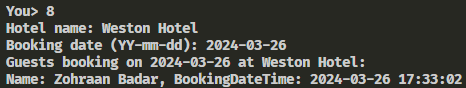 You> 8
Hotel name: Weston Hotel
Booking date (YY-mm-dd): 2024-03-26
Guests booking on 2024-03-26 at Weston Hotel:
Name: Zohraan Badar, BookingDateTime: 2024-03-26 17:33:02